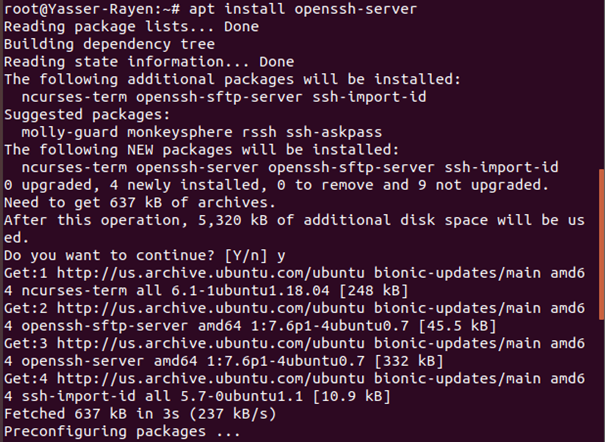 root@Yasser-Rayen:~# apt install openssh-server
Reading package lists... Done
Building dependency tree
Reading state information... Done
The following additional packages will be installed:
  ncurses-term openssh-sftp-server ssh-import-id
Suggested packages:
  molly-guard monkeysphere rssh ssh-askpass
The following NEW packages will be installed:
  ncurses-term openssh-server openssh-sftp-server ssh-import-id
0 upgraded, 4 newly installed, 0 to remove and 9 not upgraded.
Need to get 637 kB of archives.
After this operation, 5,320 kB of additional disk space will be us
ed.
Do you want to continue? [Y/n] y
Get:1 http://us.archive.ubuntu.com/ubuntu bionic-updates/main amd6
4 ncurses-term all 6.1-1ubuntu1.18.04 [248 kB]
Get:2 http://us.archive.ubuntu.com/ubuntu bionic-updates/main amd6
4 openssh-sftp-server amd64 1:7.6p1-4ubuntu0.7 [45.5 kB]
Get:3 http://us.archive.ubuntu.com/ubuntu bionic-updates/main amd6
4 openssh-server amd64 1:7.6p1-4ubuntu0.7 [332 kB]
Get:4 http://us.archive.ubuntu.com/ubuntu bionic-updates/main amd6
4 ssh-import-id all 5.7-0ubuntu1.1 [10.9 kB]
Fetched 637 kB in 3s (237 kB/s)
Preconfiguring packages ...